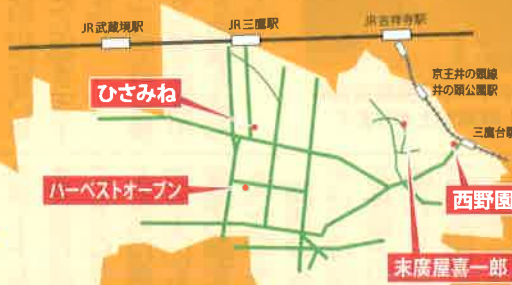 JR武蔵境駅
JR三鷹駅
JR吉祥寺駅
京王井の頭線
井の頭公園駅
ひさみね
三鷹台駅
ハーベストオーブン
西野園
末廣屋喜一郎